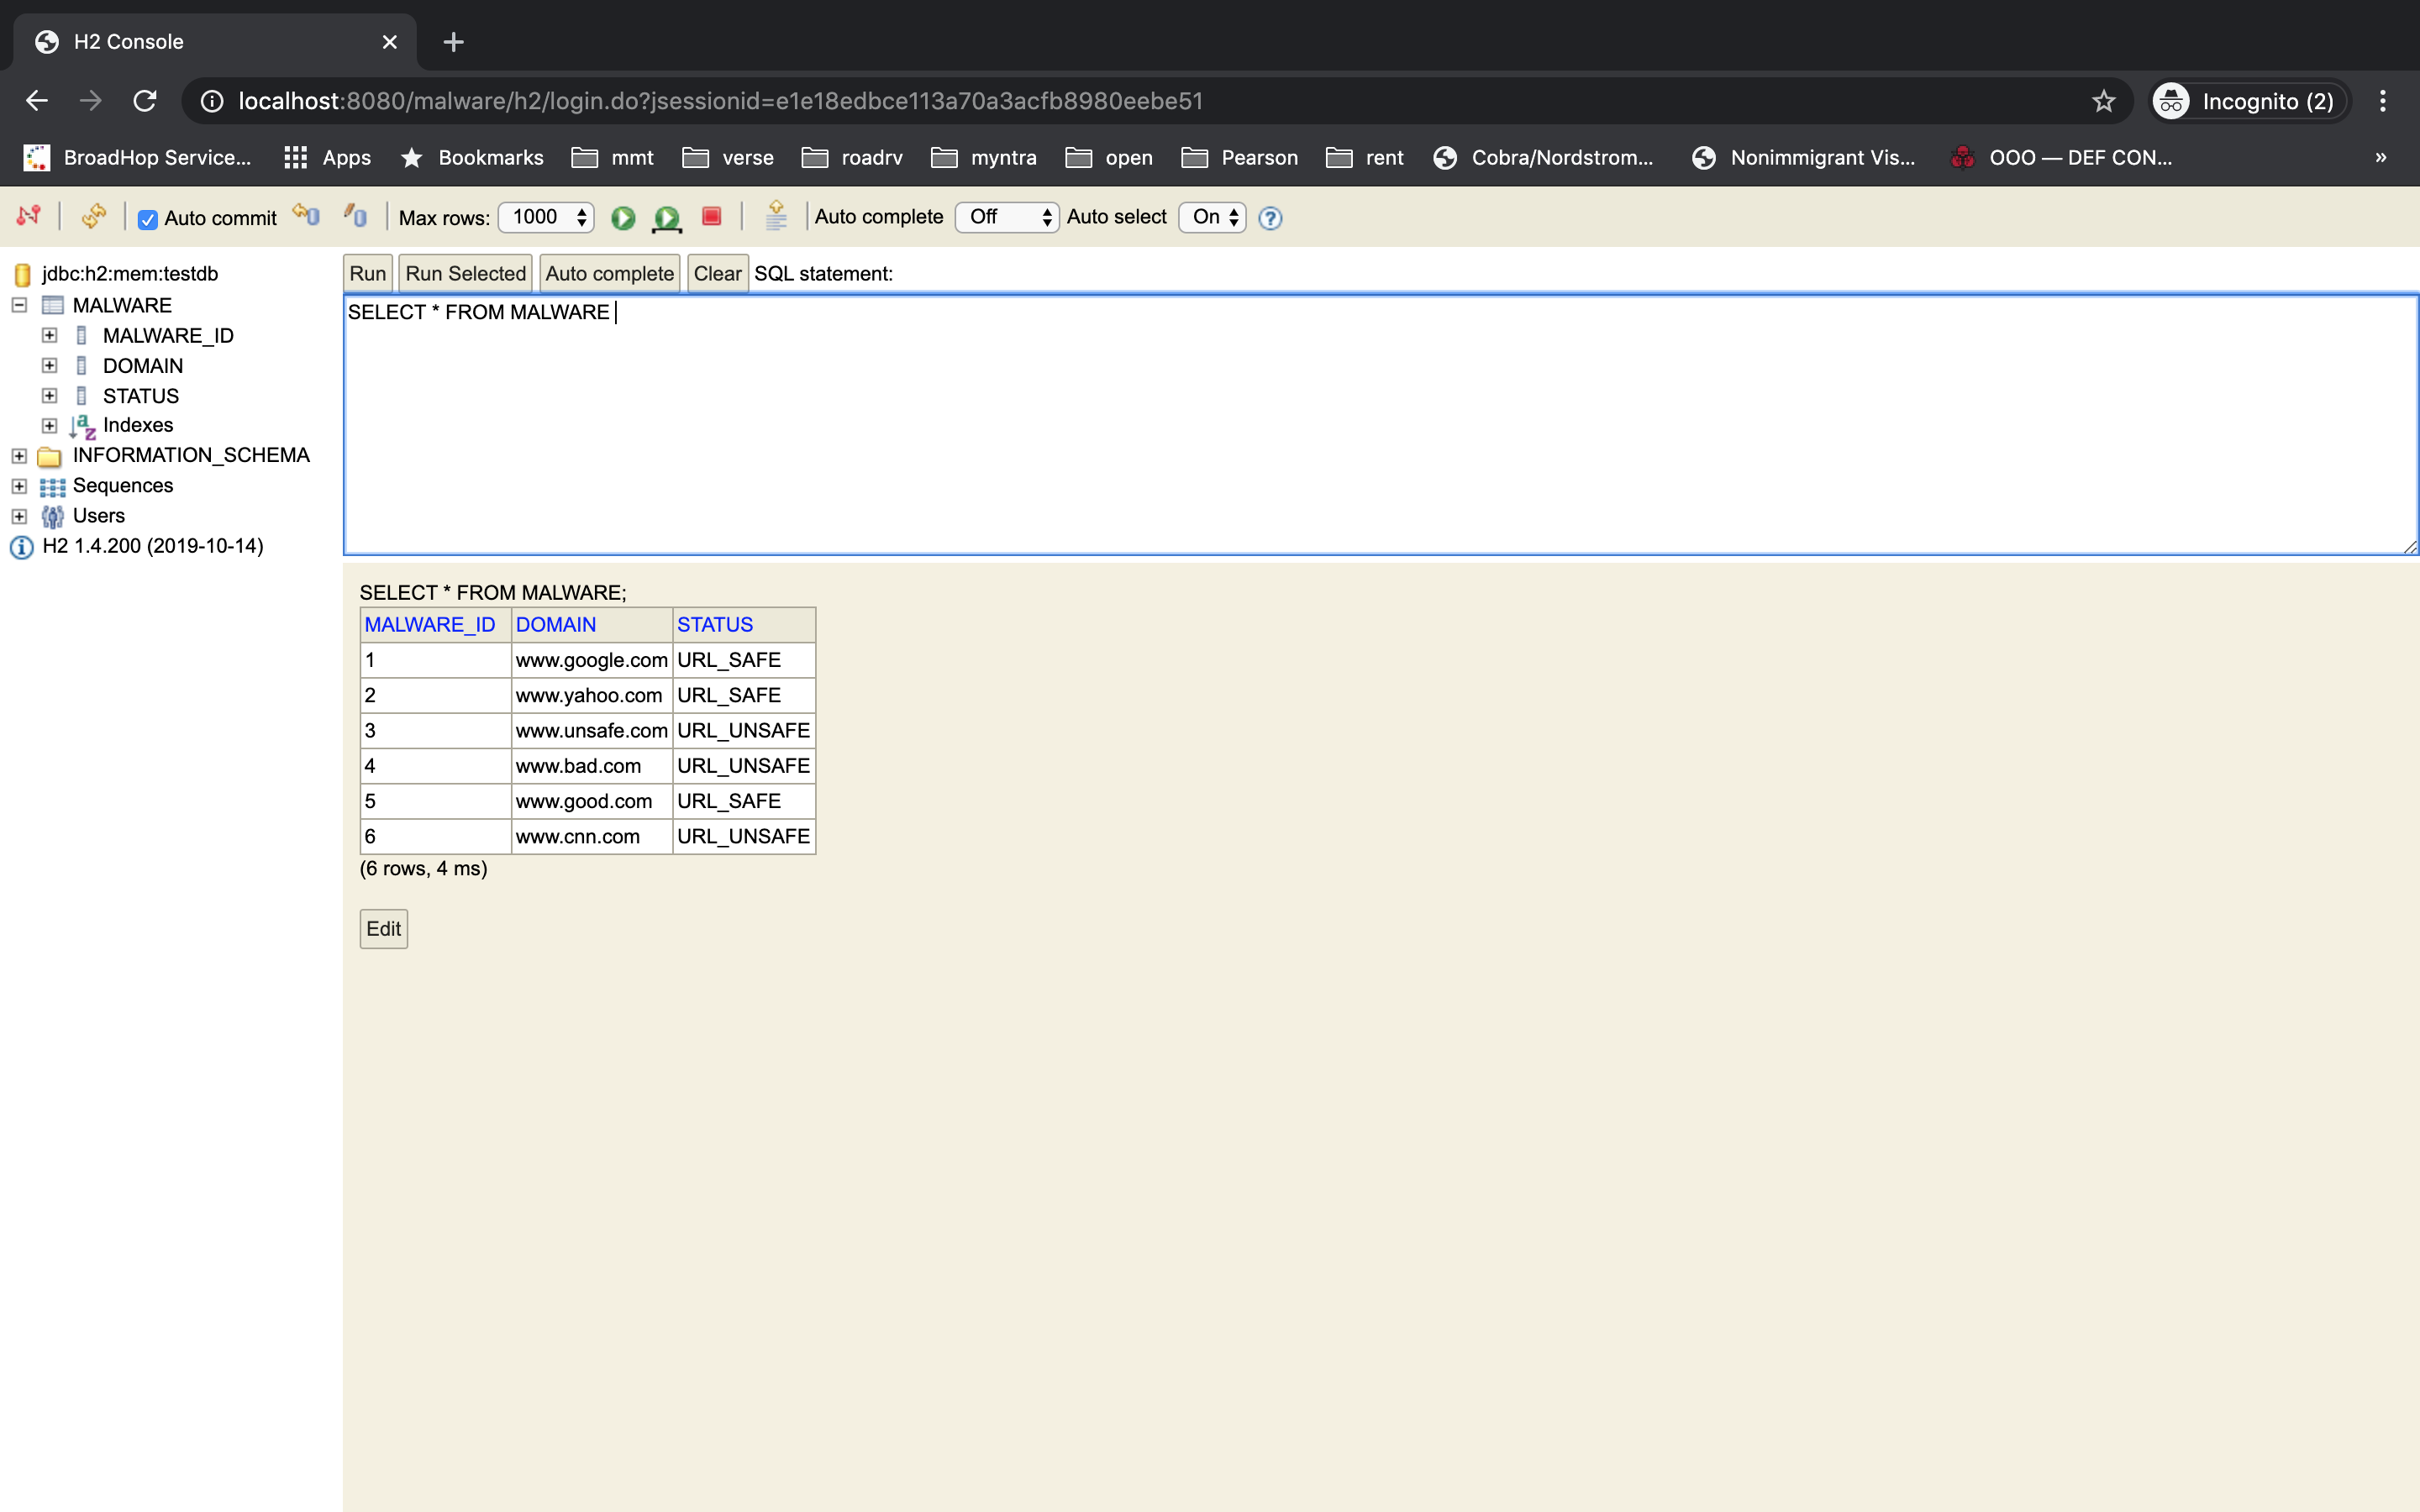 H2 Console
localhost:8080/malware/h2/login.do?jsessionid=e1e18edbce113a70a3acfb8980eebe51
Incognito (2)
BroadHop Service... Apps Bookmarks mmt verse roadrv myntra open Pearson rent Cobra/Nordstrom... Nonimmigrant Vis... OOO — DEF CON... »
Auto commit Max rows: 1000 Auto complete Off Auto select On
jdbc:h2:mem:testdb
MALWARE
MALWARE_ID
DOMAIN
STATUS
Indexes
INFORMATION_SCHEMA
Sequences
Users
H2 1.4.200 (2019-10-14)
Run Run Selected Auto complete Clear SQL statement:
SELECT * FROM MALWARE
SELECT * FROM MALWARE;
MALWARE_ID DOMAIN STATUS
1 www.google.com URL_SAFE
2 www.yahoo.com URL_SAFE
3 www.unsafe.com URL_UNSAFE
4 www.bad.com URL_UNSAFE
5 www.good.com URL_SAFE
6 www.cnn.com URL_UNSAFE
(6 rows, 4 ms)
Edit